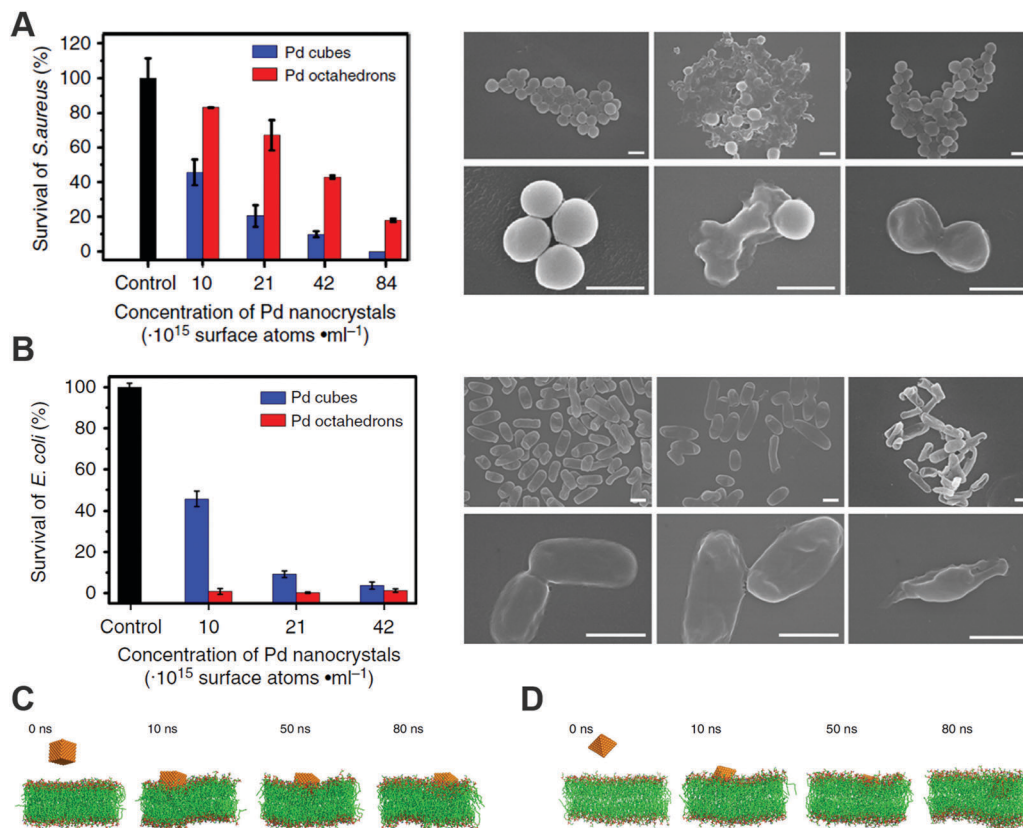 A
Survival of S.aureus (%)
120
100
80
60
40
20
0
Pd cubes
Pd octahedrons
Control 10 21 42 84
Concentration of Pd nanocrystals
(·10¹⁵ surface atoms •ml⁻¹)
B
Survival of E. coli (%)
100
80
60
40
20
0
Pd cubes
Pd octahedrons
Control 10 21 42
Concentration of Pd nanocrystals
(·10¹⁵ surface atoms •ml⁻¹)
C
0 ns 10 ns 50 ns 80 ns
D
0 ns 10 ns 50 ns 80 ns